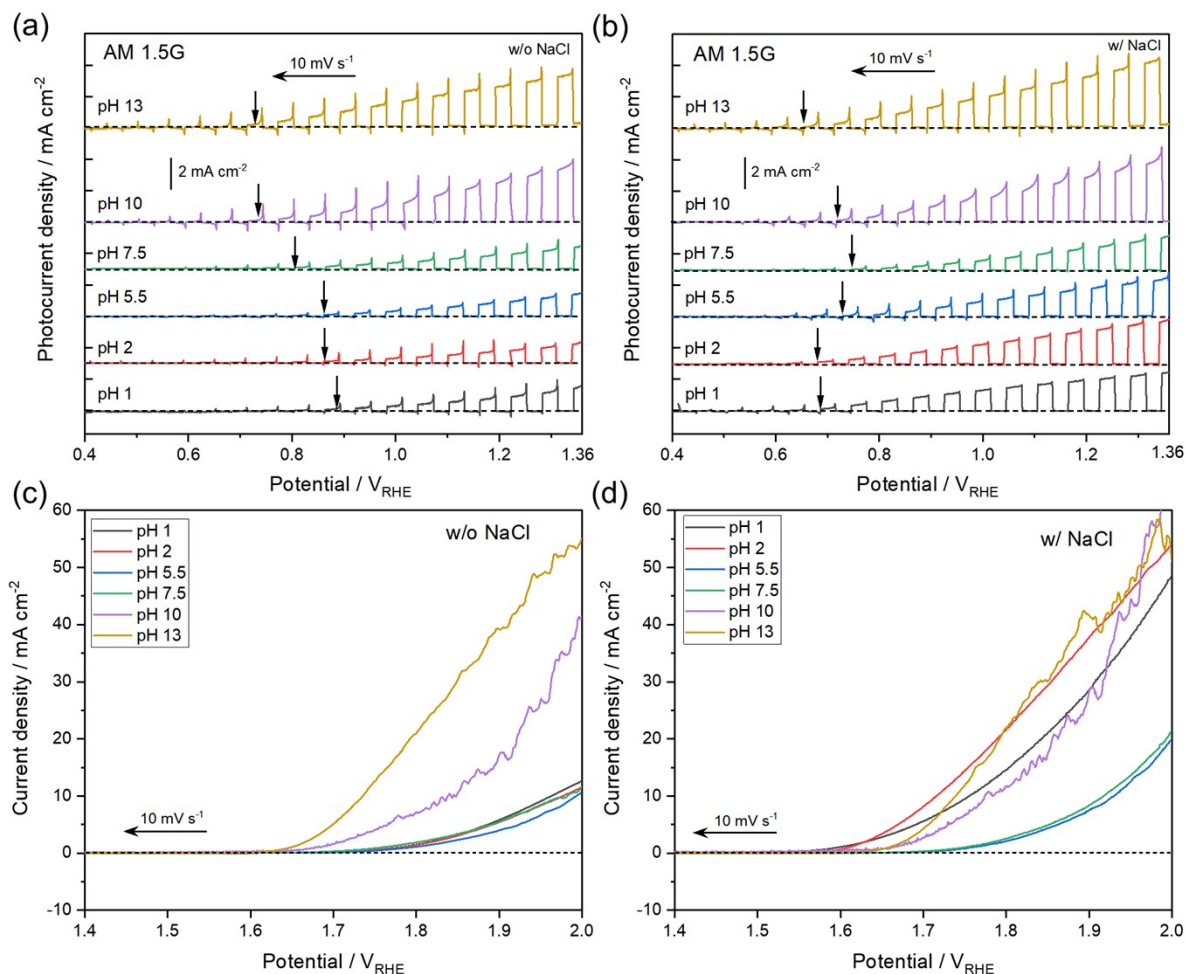 (a)
AM 1.5G
w/o NaCl
10 mV s⁻¹
pH 13
2 mA cm⁻²
pH 10
pH 7.5
pH 5.5
pH 2
pH 1
Photocurrent density / mA cm⁻²
0.4 0.6 0.8 1.0 1.2 1.36
Potential / V_RHE
(b)
AM 1.5G
w/ NaCl
10 mV s⁻¹
pH 13
2 mA cm⁻²
pH 10
pH 7.5
pH 5.5
pH 2
pH 1
Photocurrent density / mA cm⁻²
0.4 0.6 0.8 1.0 1.2 1.36
Potential / V_RHE
(c)
w/o NaCl
pH 1
pH 2
pH 5.5
pH 7.5
pH 10
pH 13
10 mV s⁻¹
Current density / mA cm⁻²
60
50
40
30
20
10
0
-10
1.4 1.5 1.6 1.7 1.8 1.9 2.0
Potential / V_RHE
(d)
w/ NaCl
pH 1
pH 2
pH 5.5
pH 7.5
pH 10
pH 13
10 mV s⁻¹
Current density / mA cm⁻²
60
50
40
30
20
10
0
-10
1.4 1.5 1.6 1.7 1.8 1.9 2.0
Potential / V_RHE